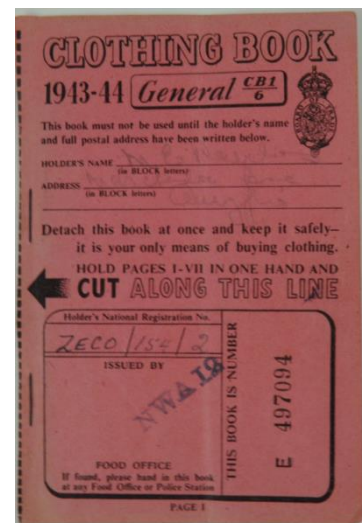 CLOTHING BOOK
1943-44 General CB1/6
This book must not be used until the holder's name
and full postal address have been written below.
HOLDER'S NAME
(in BLOCK letters)
ADDRESS
(in BLOCK letters)
Detach this book at once and keep it safely—
it is your only means of buying clothing.
HOLD PAGES I-VII IN ONE HAND AND
CUT ALONG THIS LINE
Holder's National Registration No.
ZECO/154/2
ISSUED BY
NWA 18
FOOD OFFICE
If found, please hand in this book
at any Food Office or Police Station
THIS BOOK IS NUMBER
E 497094
PAGE I